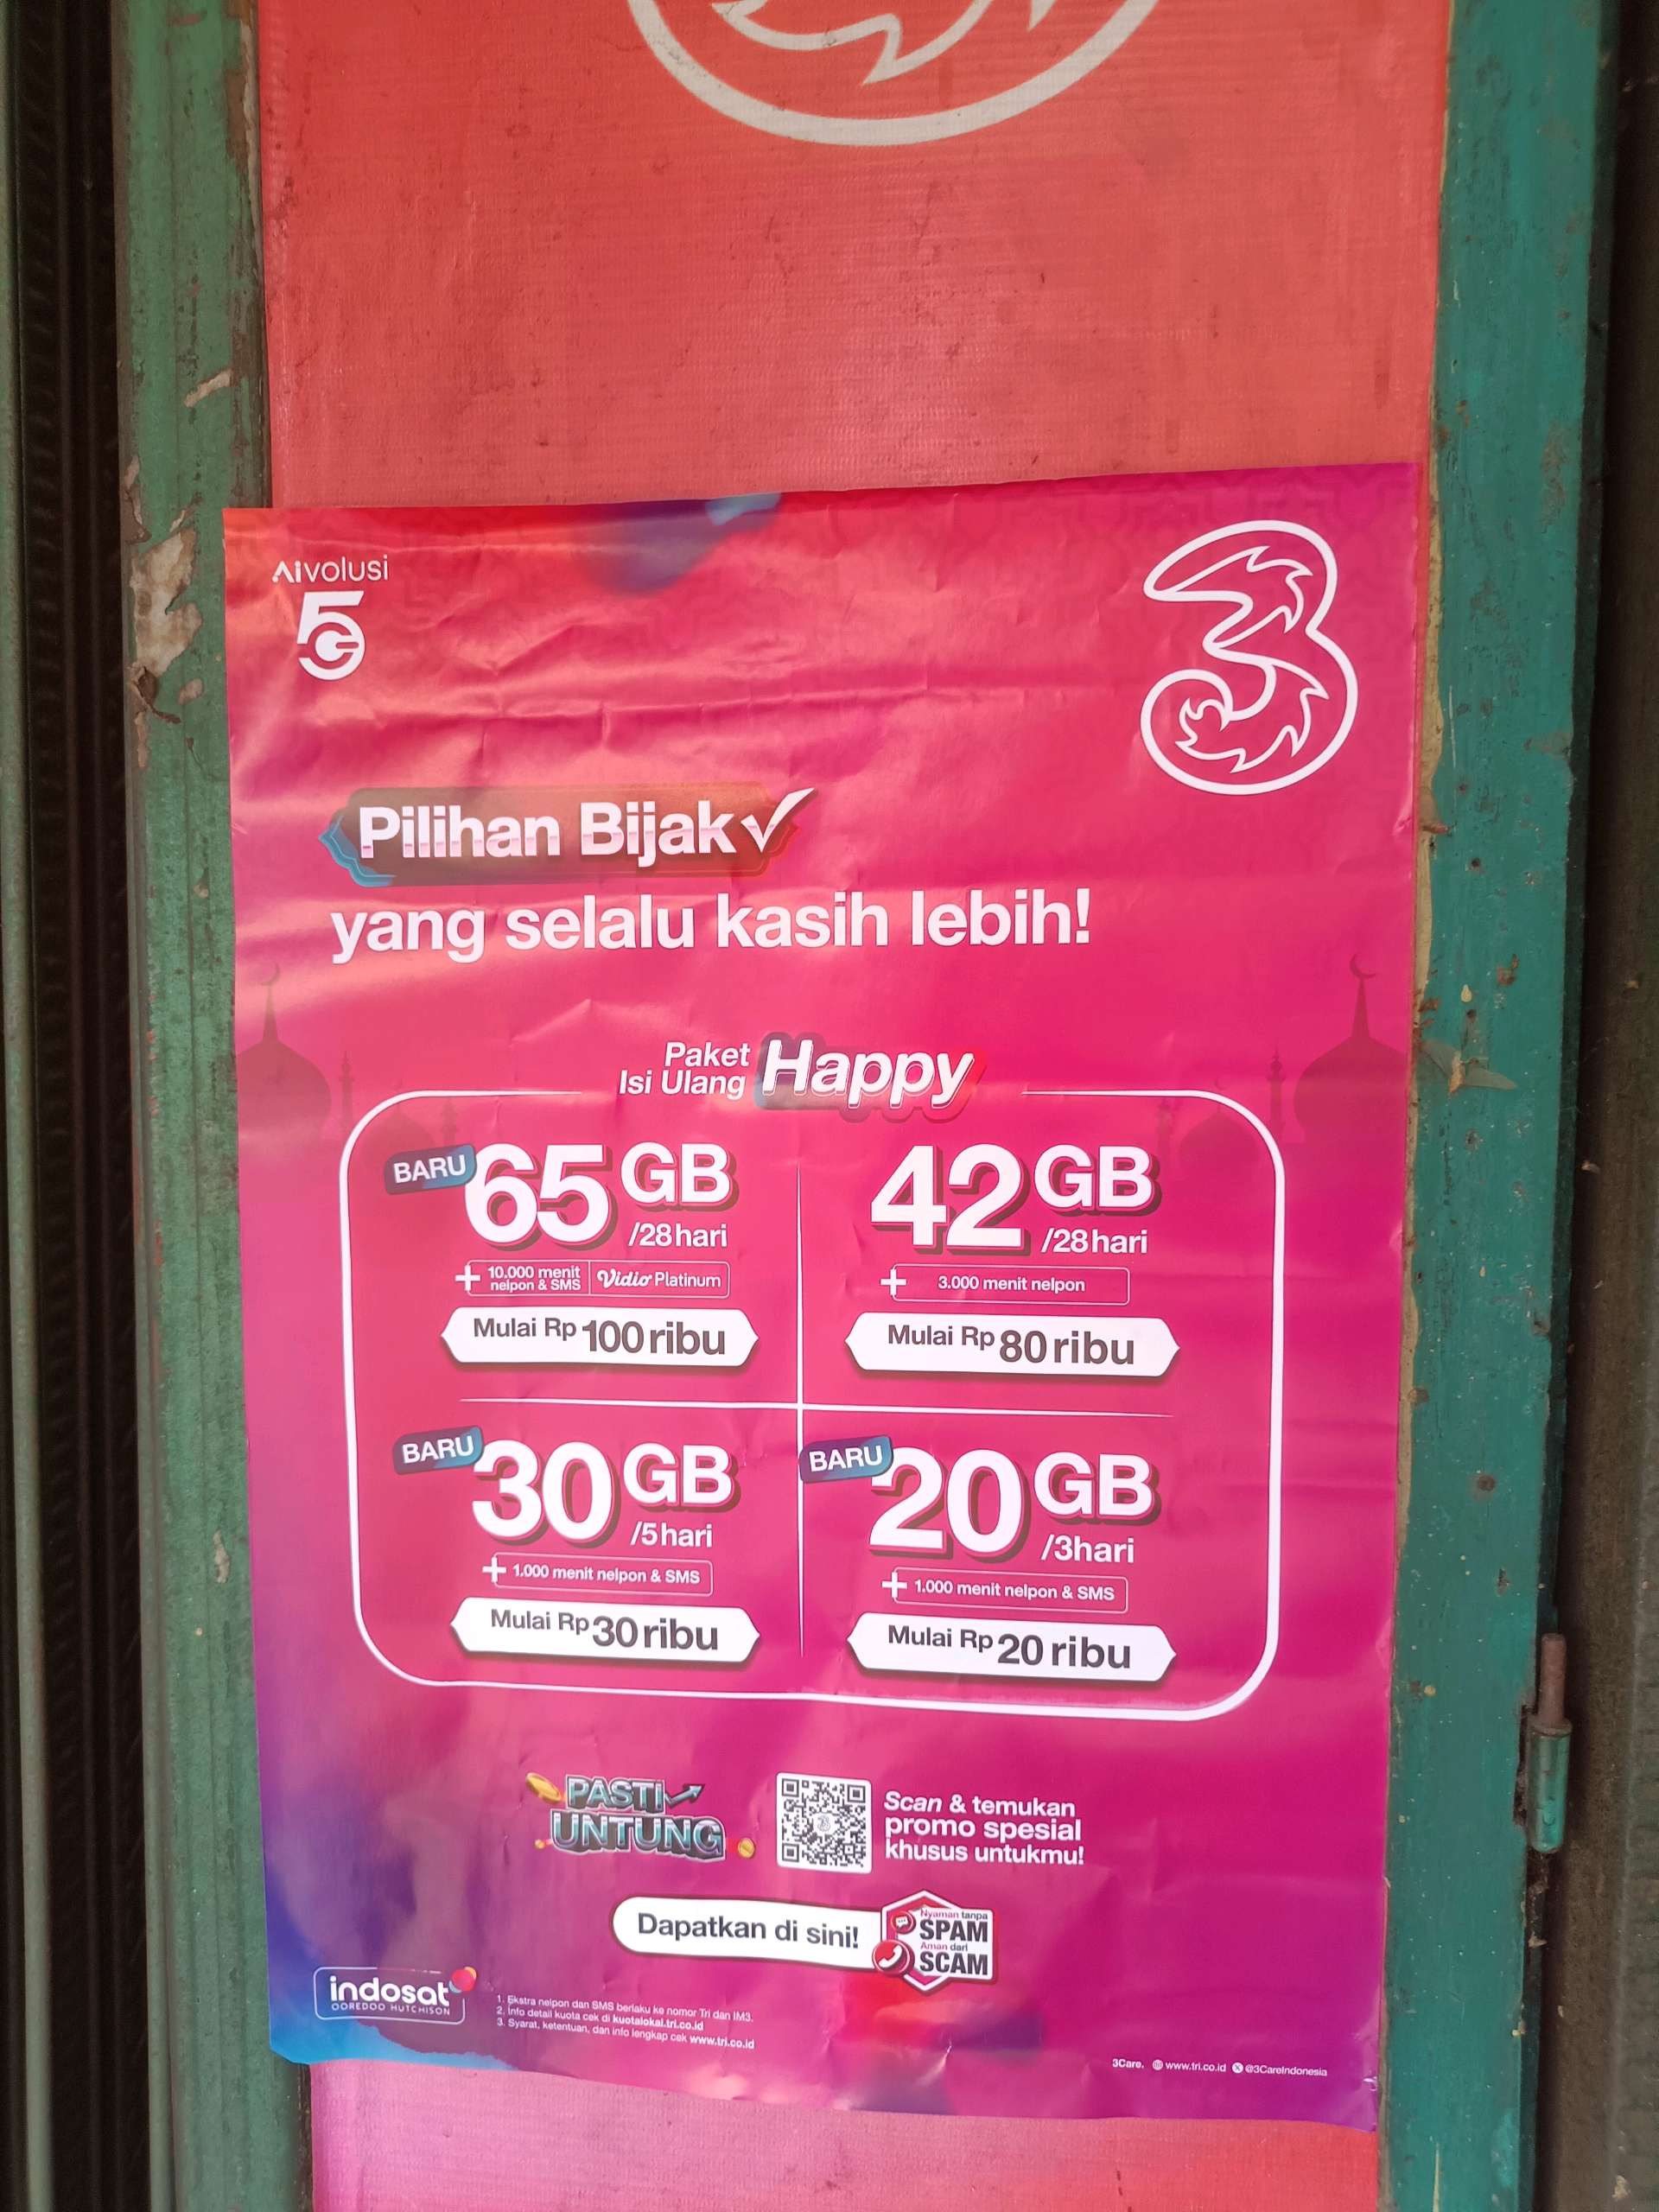 AIvolusi
5G
3
Pilihan Bijak
yang selalu kasih lebih!
Paket
Isi Ulang
Happy
BARU
65 GB
/28hari
+ 10.000 menit
nelpon & SMS
Vidio Platinum
Mulai Rp 100 ribu
42 GB
/28hari
+ 3.000 menit nelpon
Mulai Rp 80 ribu
BARU
30 GB
/5hari
+ 1.000 menit nelpon & SMS
Mulai Rp 30 ribu
BARU
20 GB
/3hari
+ 1.000 menit nelpon & SMS
Mulai Rp 20 ribu
PASTI
UNTUNG
Scan & temukan
promo spesial
khusus untukmu!
Dapatkan di sini!
Nyaman tanpa
SPAM
Aman dari
SCAM
indosat
OOREDOO HUTCHISON
1. Ekstra nelpon dan SMS berlaku ke nomor Tri dan IM3.
2. Info detail kuota cek di kuotalokal.tri.co.id
3. Syarat, ketentuan, dan info lengkap cek www.tri.co.id
3Care. www.tri.co.id @3CareIndonesia